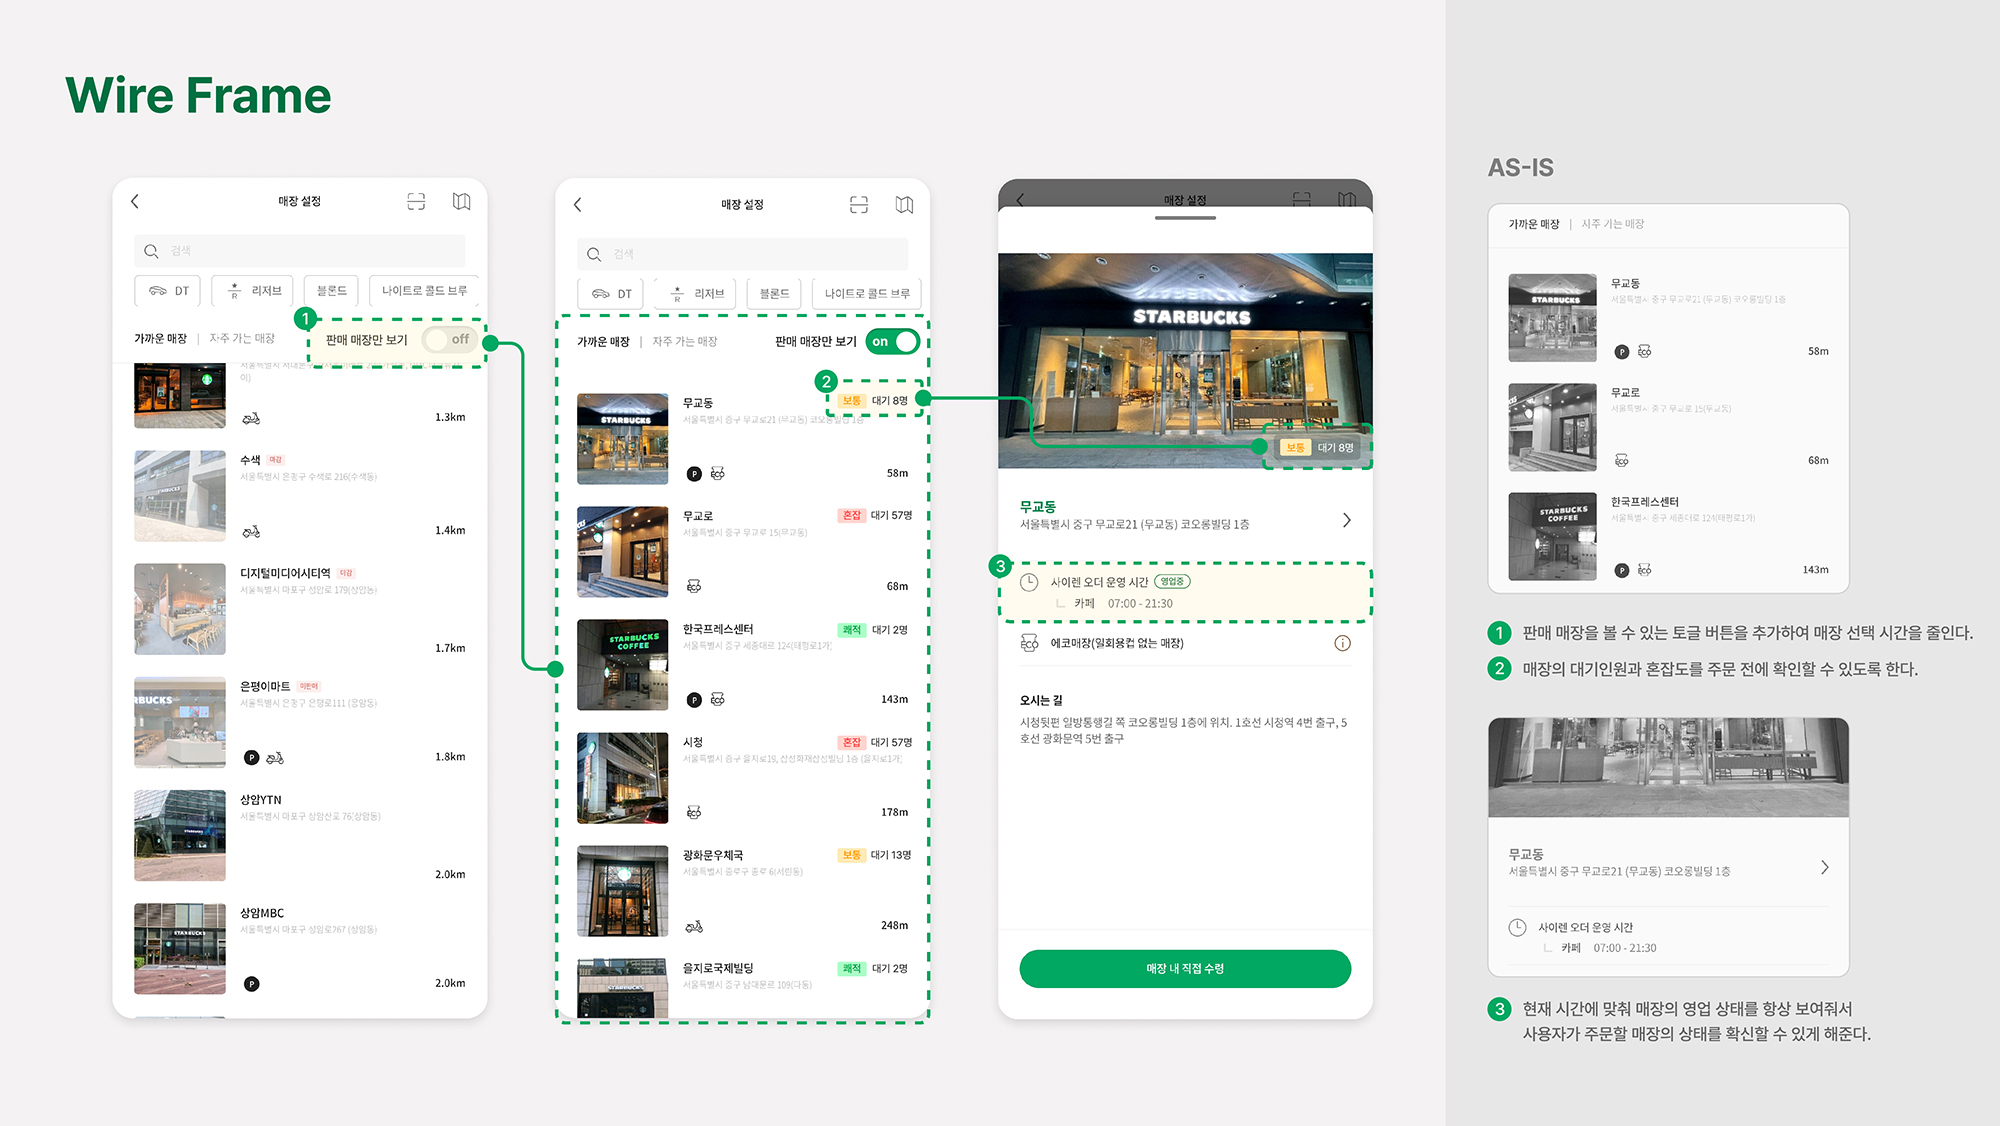 Wire Frame
매장 설정
검색
DT
리저브
블론드
나이트로 콜드 브루
1
가까운 매장 | 자주 가는 매장
판매 매장만 보기
off
이)
1.3km
수색 마감
서울특별시 은평구 수색로 216(수색동)
1.4km
디지털미디어시티역 마감
서울특별시 마포구 성암로 179(상암동)
1.7km
은평이마트
서울특별시 은평구 은평로111 (응암동)
P
1.8km
상암YTN
서울특별시 마포구 상암산로 76(상암동)
2.0km
상암MBC
서울특별시 마포구 성암로267 (상암동)
P
2.0km
매장 설정
검색
DT
리저브
블론드
나이트로 콜드 브루
가까운 매장 | 자주 가는 매장
판매 매장만 보기
on
2
무교동
보통 대기 8명
서울특별시 중구 무교로21 (무교동) 코오롱빌딩 1층
STARBUCKS
P ECO
58m
무교로
혼잡 대기 57명
서울특별시 중구 무교로 15(무교동)
ECO
68m
한국프레스센터
쾌적 대기 2명
서울특별시 중구 세종대로 124(태평로1가)
STARBUCKS
COFFEE
P ECO
143m
시청
혼잡 대기 57명
서울특별시 중구 을지로19, 삼성화재삼성빌딩 1층 (을지로1가)
ECO
178m
광화문우체국
보통 대기 13명
서울특별시 종로구 종로 6(서린동)
248m
을지로국제빌딩
쾌적 대기 2명
서울특별시 중구 남대문로 109(다동)
STARBUCKS
매장 설정
STARBUCKS
보통 대기 8명
무교동
서울특별시 중구 무교로21 (무교동) 코오롱빌딩 1층
3
사이렌 오더 운영 시간 영업중
카페 07:00 - 21:30
ECO
에코매장(일회용컵 없는 매장)
오시는 길
시청뒷편 일방통행길 쪽 코오롱빌딩 1층에 위치. 1호선 시청역 4번 출구, 5
호선 광화문역 5번 출구
매장 내 직접 수령
AS-IS
가까운 매장 | 자주 가는 매장
무교동
서울특별시 중구 무교로21 (무교동) 코오롱빌딩 1층
STARBUCKS
P ECO
58m
무교로
서울특별시 중구 무교로 15(무교동)
ECO
68m
한국프레스센터
서울특별시 중구 세종대로 124(태평로1가)
STARBUCKS
COFFEE
P ECO
143m
1 판매 매장을 볼 수 있는 토글 버튼을 추가하여 매장 선택 시간을 줄인다.
2 매장의 대기인원과 혼잡도를 주문 전에 확인할 수 있도록 한다.
무교동
서울특별시 중구 무교로21 (무교동) 코오롱빌딩 1층
사이렌 오더 운영 시간
카페 07:00 - 21:30
3 현재 시간에 맞춰 매장의 영업 상태를 항상 보여줘서
사용자가 주문할 매장의 상태를 확신할 수 있게 해준다.